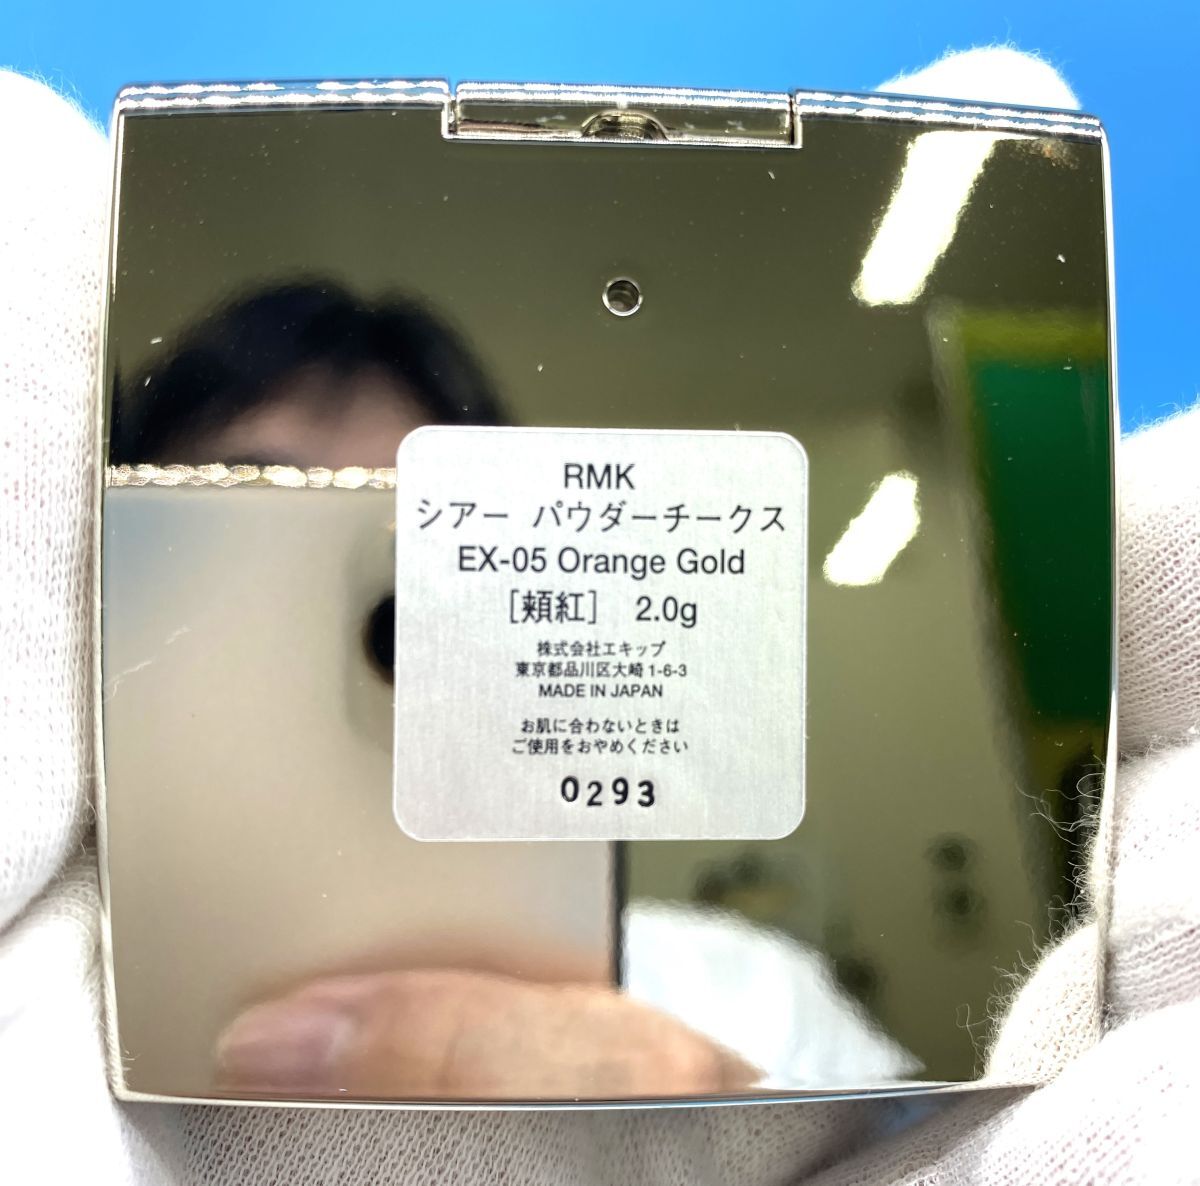 RMK
シアー パウダーチークス
EX-05 Orange Gold
[頬紅] 2.0g
株式会社エキップ
東京都品川区大崎1-6-3
MADE IN JAPAN
お肌に合わないときは
ご使用をおやめください
0293